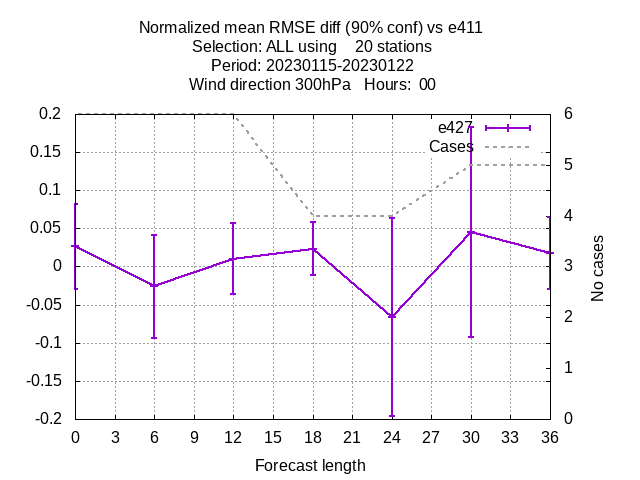 Normalized mean RMSE diff (90% conf) vs e411
Selection: ALL using    20 stations
Period: 20230115-20230122
Wind direction 300hPa   Hours:  00
0.2
0.15
0.1
0.05
0
-0.05
-0.1
-0.15
-0.2
6
5
4
3
2
1
0
e427
Cases
No cases
0 3 6 9 12 15 18 21 24 27 30 33 36
Forecast length